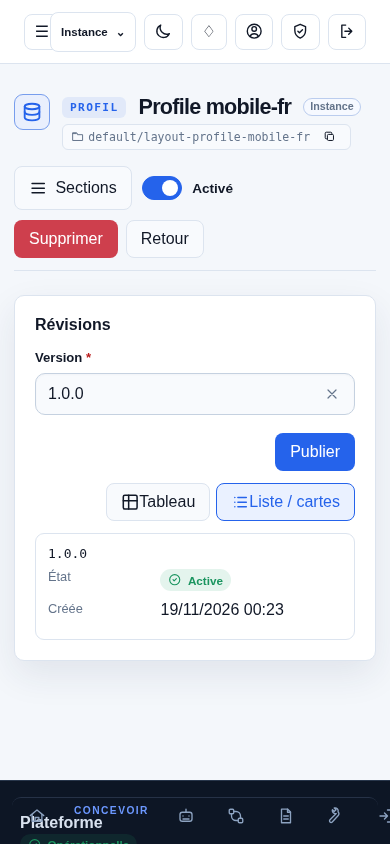 Instance
PROFIL Profile mobile-fr Instance
default/layout-profile-mobile-fr
Sections Activé
Supprimer Retour
Révisions
Version *
1.0.0
Publier
Tableau Liste / cartes
1.0.0
État Active
Créée 19/11/2026 00:23
CONCEVOIR
Plateforme
Opérationnelle